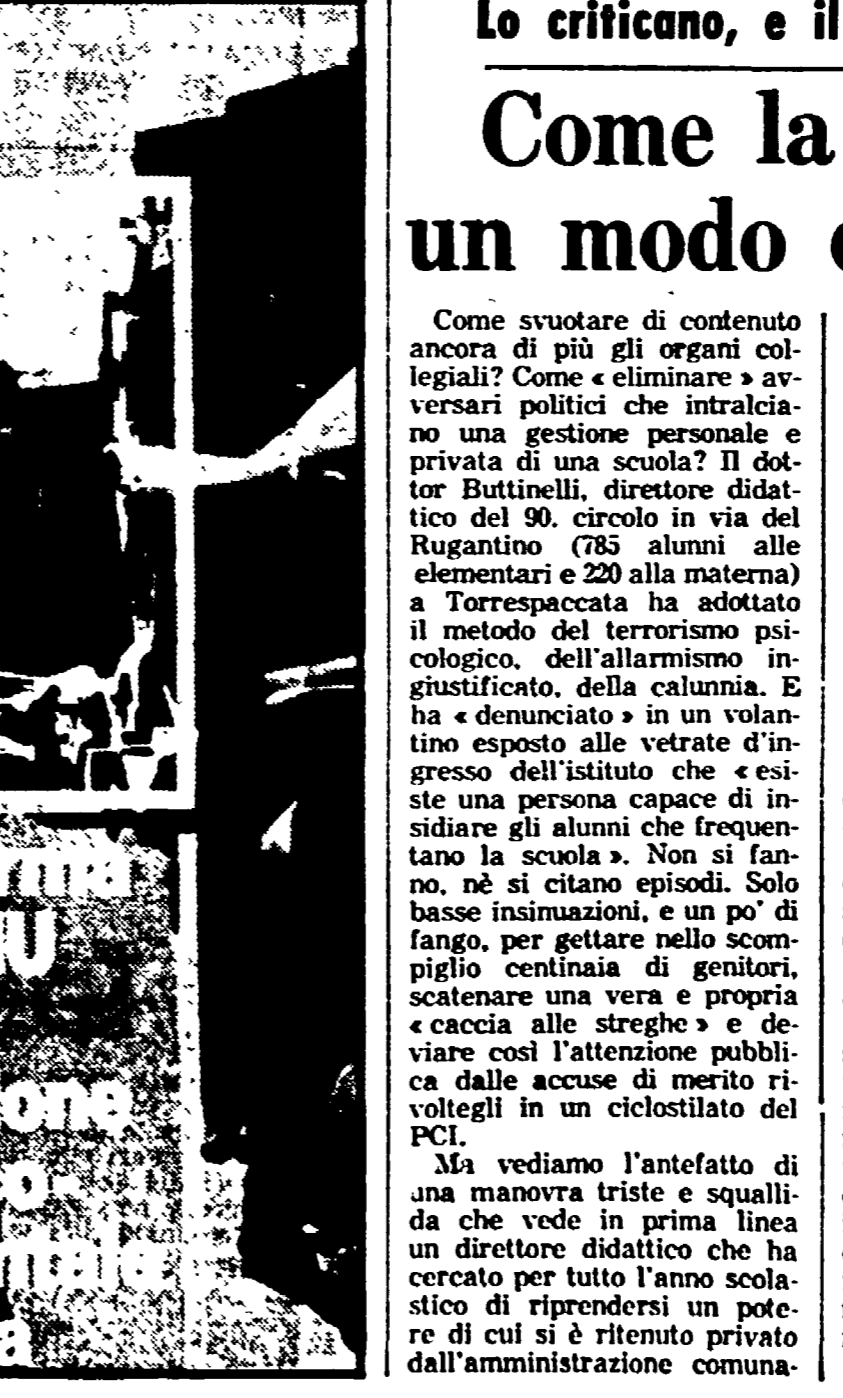 Lo criticano, e il
Come la
un modo
Come svuotare di contenuto
ancora di più gli organi col-
legiali? Come « eliminare » av-
versari politici che intralcia-
no una gestione personale e
privata di una scuola? Il dot-
tor Buttinelli, direttore didat-
tico del 90. circolo in via del
Rugantino (785 alunni alle
elementari e 220 alla materna)
a Torrespaccata ha adottato
il metodo del terrorismo psi-
cologico, dell'allarmismo in-
giustificato, della calunnia. E
ha « denunciato » in un volan-
tino esposto alle vetrate d'in-
gresso dell'istituto che « esi-
ste una persona capace di in-
sidiare gli alunni che frequen-
tano la scuola ». Non si fan-
no, nè si citano episodi. Solo
basse insinuazioni, e un po' di
fango, per gettare nello scom-
piglio centinaia di genitori,
scatenare una vera e propria
« caccia alle streghe » e de-
viare così l'attenzione pubbli-
ca dalle accuse di merito ri-
voltegli in un ciclostilato del
PCI.
Ma vediamo l'antefatto di
una manovra triste e squalli-
da che vede in prima linea
un direttore didattico che ha
cercato per tutto l'anno scola-
stico di riprendersi un pote-
re di cui si è ritenuto privato
dall'amministrazione comuna-